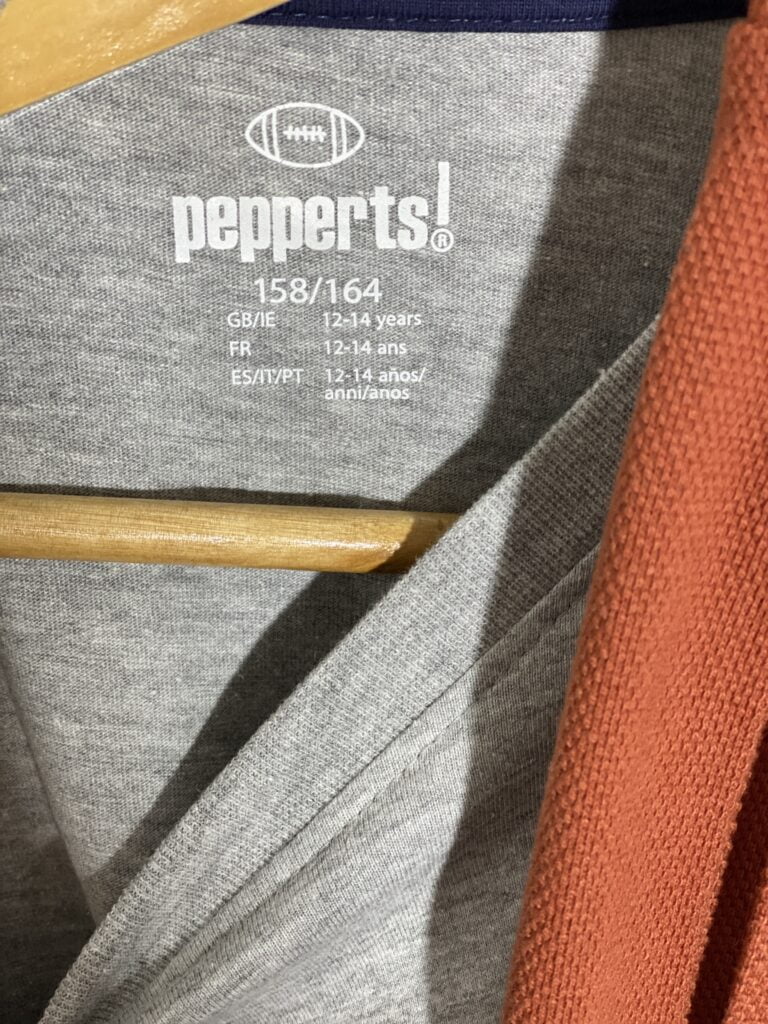 pepperts!®
158/164
GB/IE 12-14 years
FR 12-14 ans
ES/IT/PT 12-14 años/
anni/anos